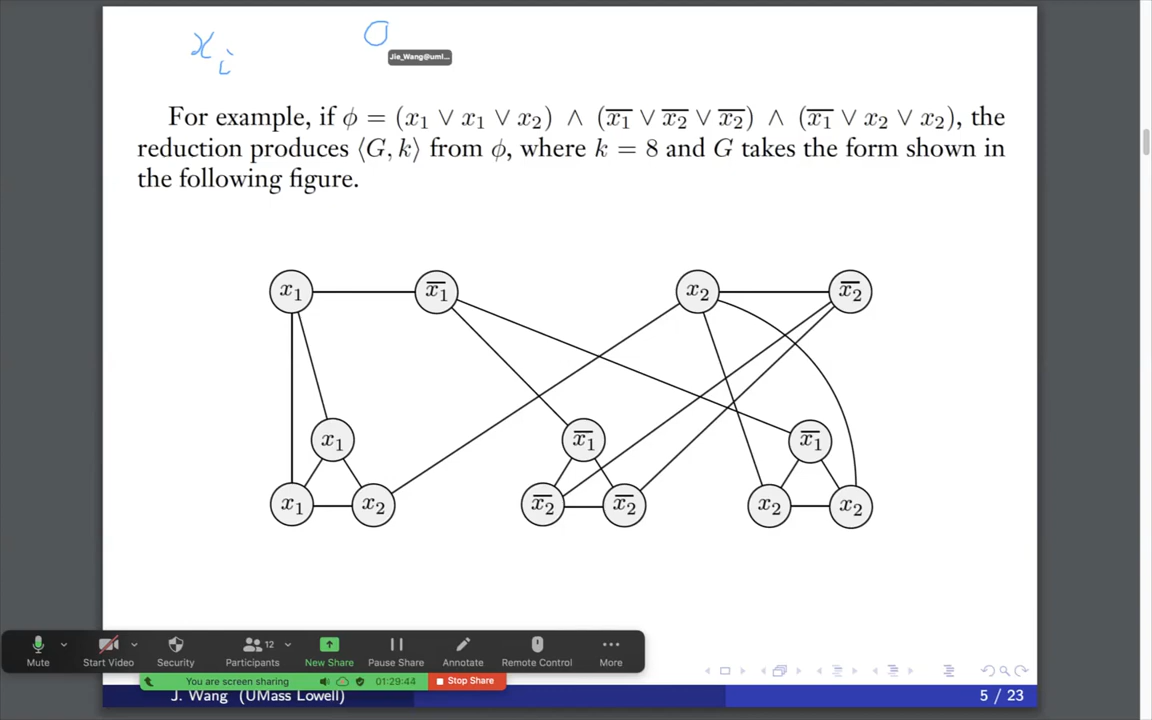 x_i O
Jie_Wang@uml...
For example, if ϕ = (x₁ ∨ x₁ ∨ x₂) ∧ (x̅₁ ∨ x̅₂ ∨ x̅₂) ∧ (x̅₁ ∨ x₂ ∨ x₂), the
reduction produces ⟨G, k⟩ from ϕ, where k = 8 and G takes the form shown in
the following figure.
x₁ x̅₁ x₂ x̅₂
x₁ x̅₁ x̅₁
x₁ x₂ x̅₂ x̅₂ x₂ x₂
12
Mute Start Video Security Participants New Share Pause Share Annotate Remote Control More
You are screen sharing 01:29:44 Stop Share
J. Wang (UMass Lowell) 5 / 23